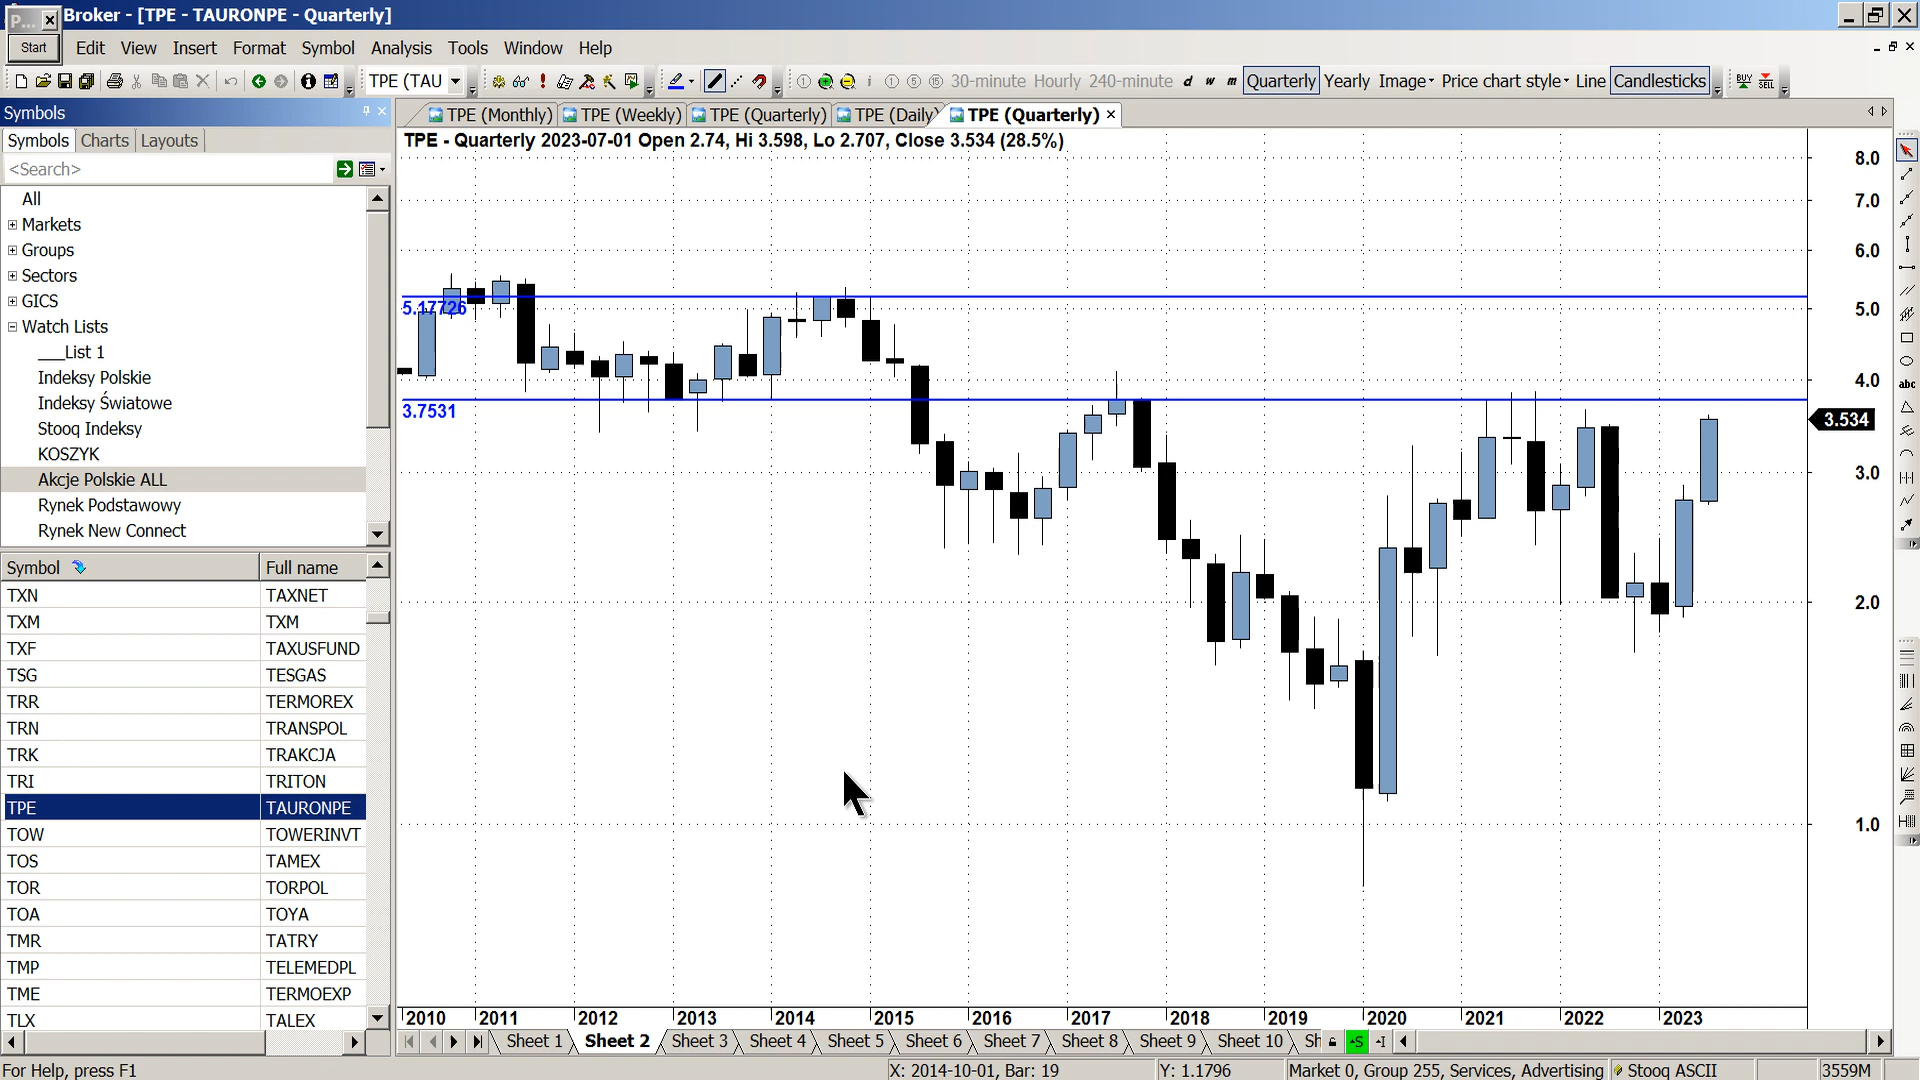 P...
Broker - [TPE - TAURONPE - Quarterly]
Start
Edit View Insert Format Symbol Analysis Tools Window Help
TPE (TAU
30-minute Hourly 240-minute d w m Quarterly Yearly Image Price chart style Line Candlesticks
BUY SELL
Symbols
Symbols Charts Layouts
<Search>
All
Markets
Groups
Sectors
GICS
Watch Lists
___List 1
Indeksy Polskie
Indeksy Światowe
Stooq Indeksy
KOSZYK
Akcje Polskie ALL
Rynek Podstawowy
Rynek New Connect
Symbol Full name
TXN TAXNET
TXM TXM
TXF TAXUSFUND
TSG TESGAS
TRR TERMOREX
TRN TRANSPOL
TRK TRAKCJA
TRI TRITON
TPE TAURONPE
TOW TOWERINVT
TOS TAMEX
TOR TORPOL
TOA TOYA
TMR TATRY
TMP TELEMEDPL
TME TERMOEXP
TLX TALEX
TPE (Monthly) TPE (Weekly) TPE (Quarterly) TPE (Daily) TPE (Quarterly)
TPE - Quarterly 2023-07-01 Open 2.74, Hi 3.598, Lo 2.707, Close 3.534 (28.5%)
8.0
7.0
6.0
5.17726
5.0
4.0
3.7531
3.534
3.0
2.0
1.0
abc
2010 2011 2012 2013 2014 2015 2016 2017 2018 2019 2020 2021 2022 2023
Sheet 1 Sheet 2 Sheet 3 Sheet 4 Sheet 5 Sheet 6 Sheet 7 Sheet 8 Sheet 9 Sheet 10 Sh S I
For Help, press F1
X: 2014-10-01, Bar: 19
Y: 1.1796
Market 0, Group 255, Services, Advertising
Stooq ASCII
3559M